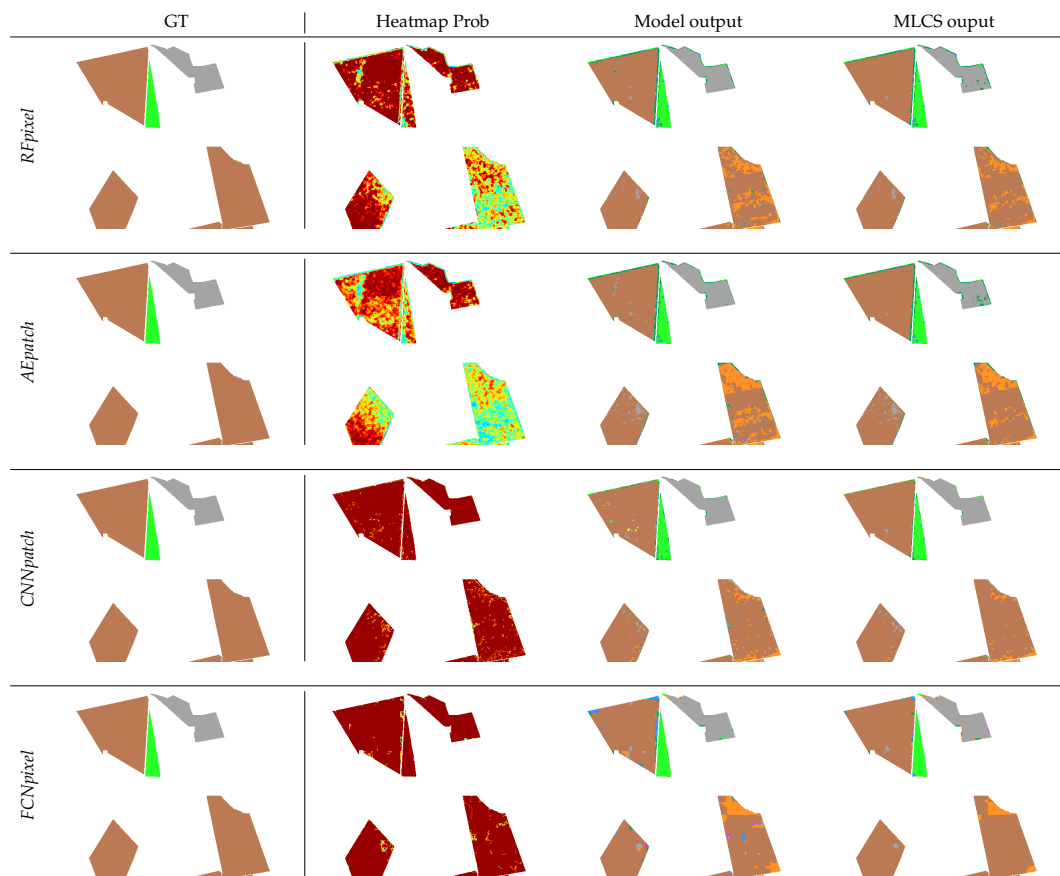 GT Heatmap Prob Model output MLCS ouput
RFpixel
AEpatch
CNNpatch
FCNpixel